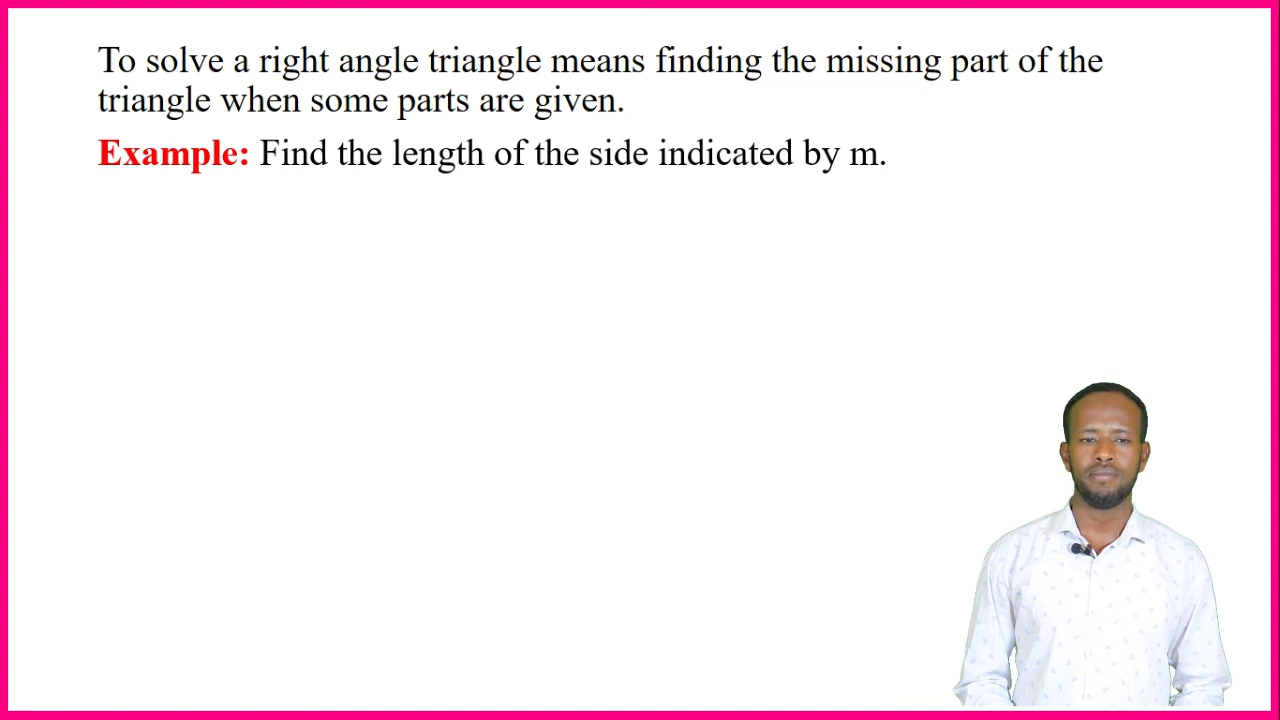 To solve a right angle triangle means finding the missing part of the
triangle when some parts are given.
Example: Find the length of the side indicated by m.